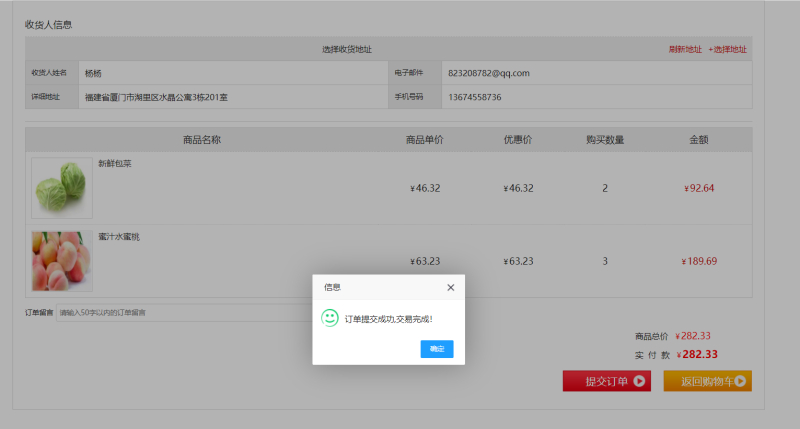 收货人信息
选择收货地址 刷新地址 +选择地址
收货人姓名 杨杨 电子邮件 823208782@qq.com
详细地址 福建省厦门市湖里区水晶公寓3栋201室 手机号码 13674558736
商品名称 商品单价 优惠价 购买数量 金额
新鲜包菜
¥46.32 ¥46.32 2 ¥92.64
蜜汁水蜜桃
¥63.23 ¥63.23 3 ¥189.69
信息
订单提交成功,交易完成!
确定
订单留言 请输入50字以内的订单留言
商品总价 ¥282.33
实 付 款 ¥282.33
提交订单 返回购物车